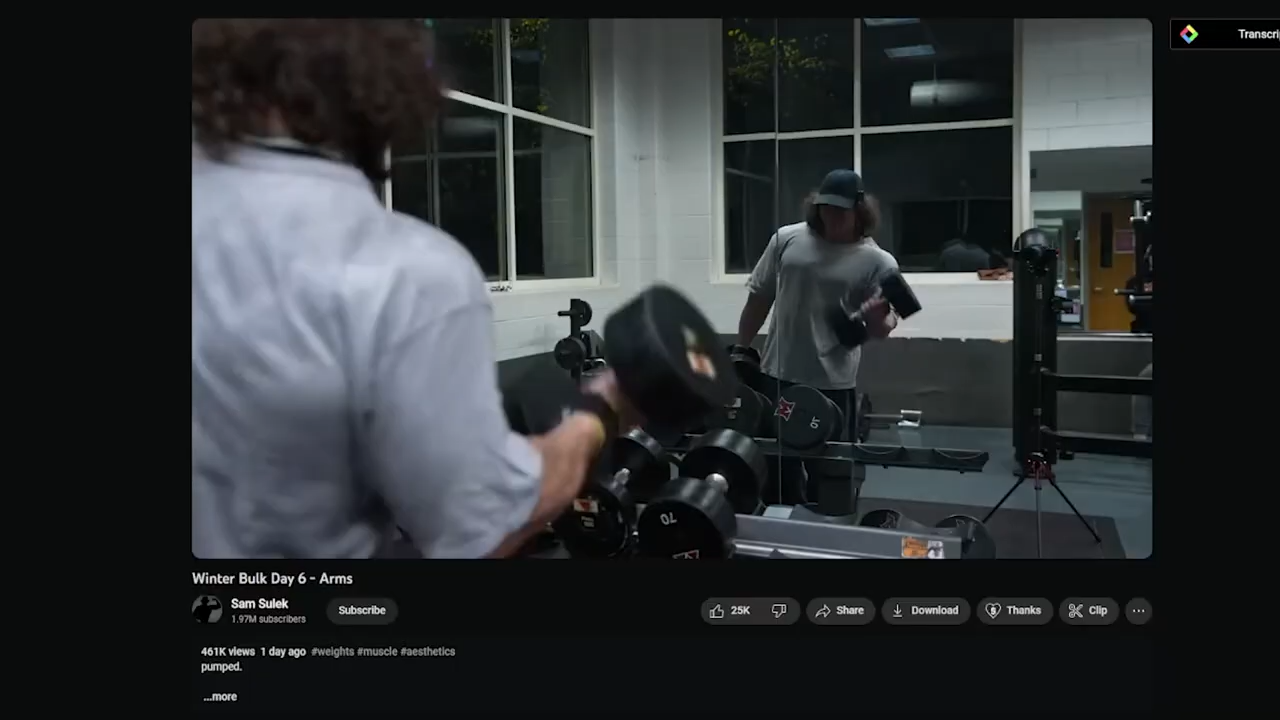 Transcri
70
Winter Bulk Day 6 - Arms
Sam Sulek
1.97M subscribers
Subscribe
25K
Share
Download
Thanks
Clip
461K views 1 day ago #weights #muscle #aesthetics
pumped.
...more